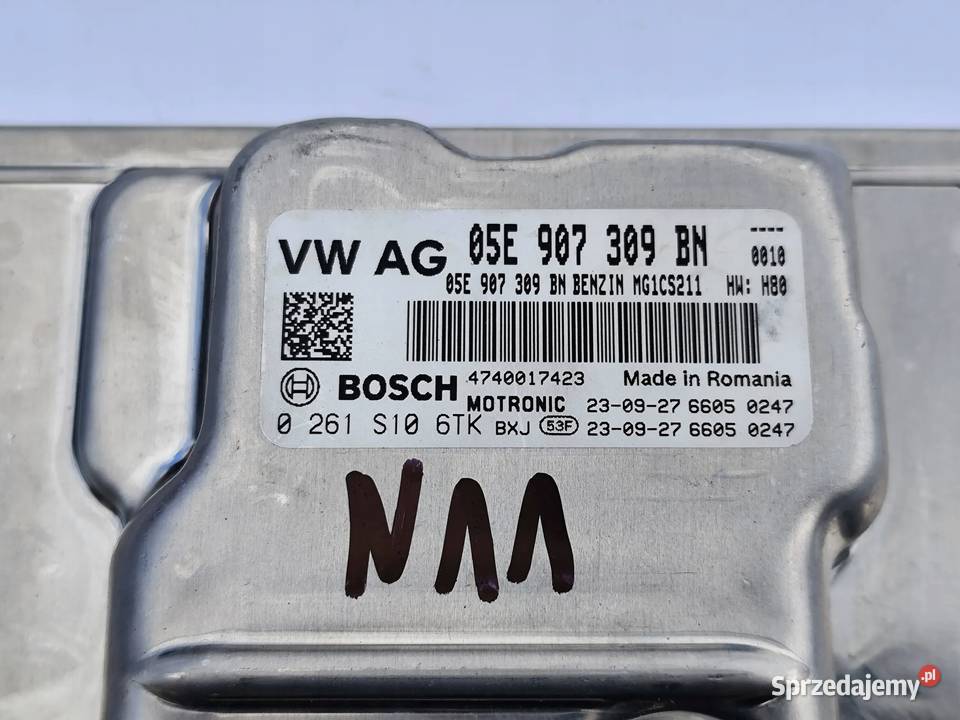 VW AG 05E 907 309 BN ----
0010
05E 907 309 BN BENZIN MG1CS211 HW: H80
BOSCH 4740017423 Made in Romania
MOTRONIC 23-09-27 6605 0247
0 261 S10 6TK BXJ 53F 23-09-27 6605 0247
N11
Sprzedajemy.pl